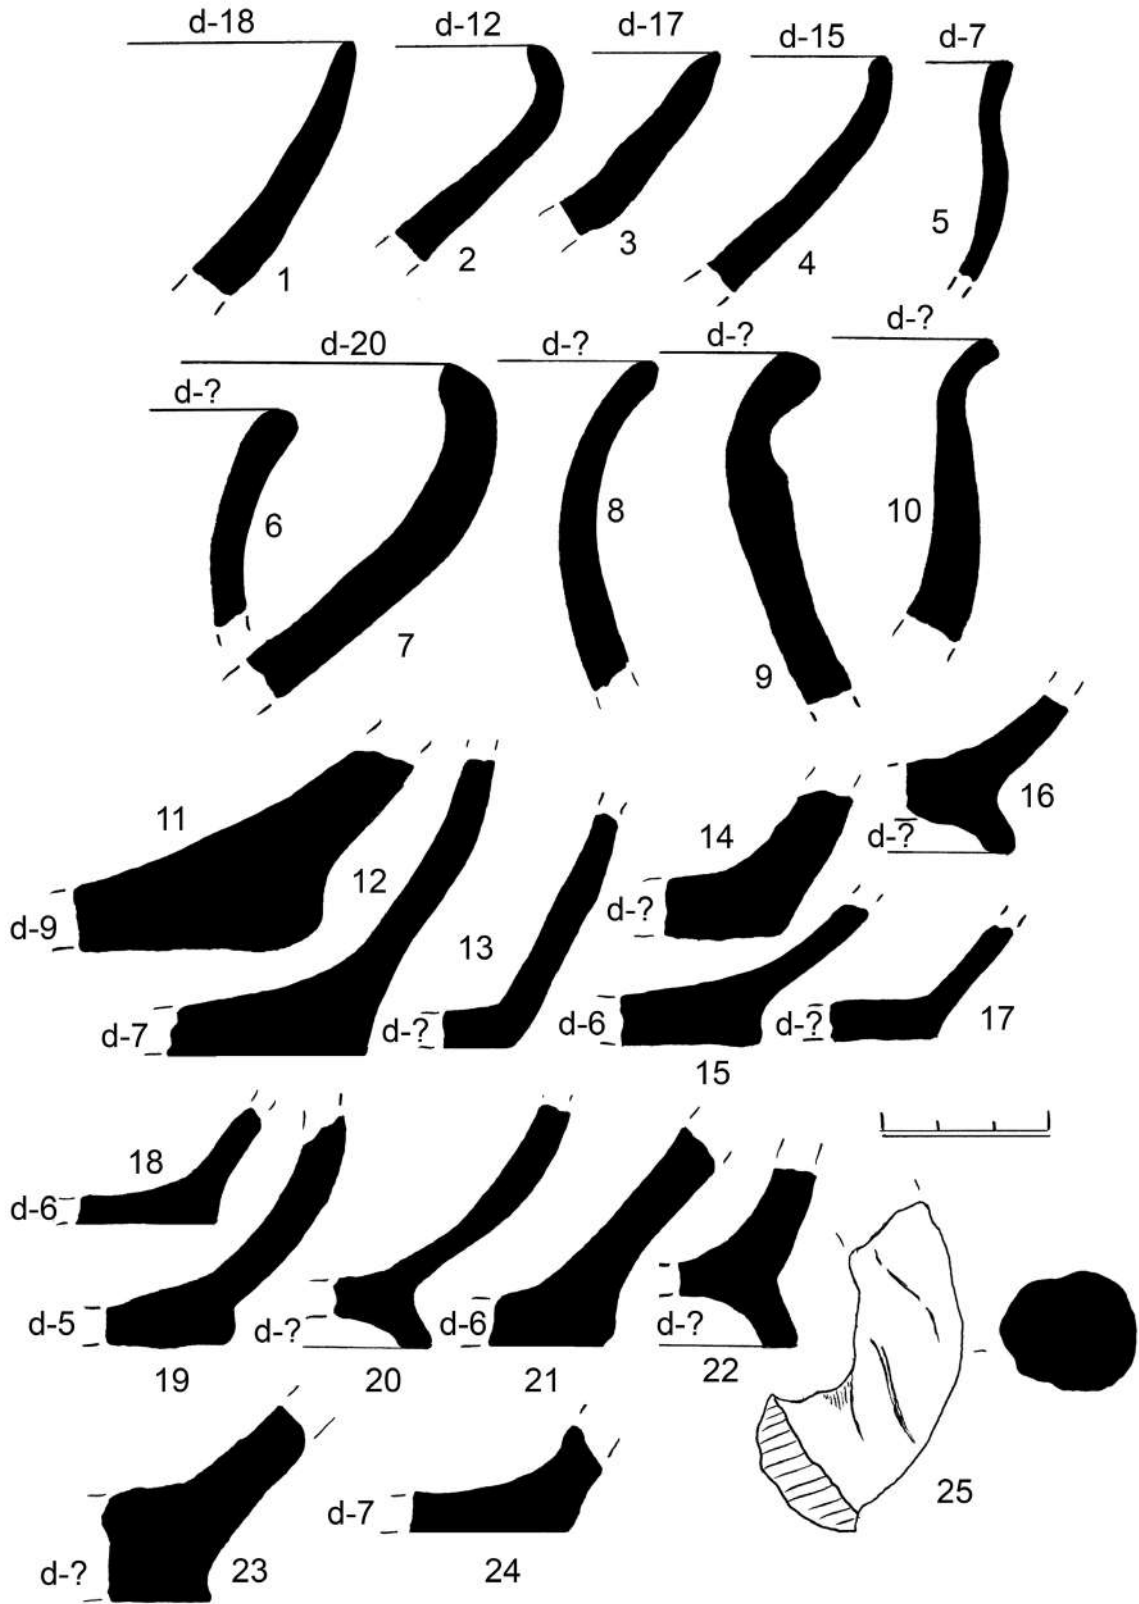 d-18 d-12 d-17 d-15 d-7
1 2 3 4 5
d-? d-20 d-? d-? d-?
6 7 8 9 10
11 12 13 14 16
d-9 d-7 d-? d-? d-?
15 17
d-6 d-?
18
d-6 d-5 d-? d-6 d-?
19 20 21 22
23 24 25
d-? d-7